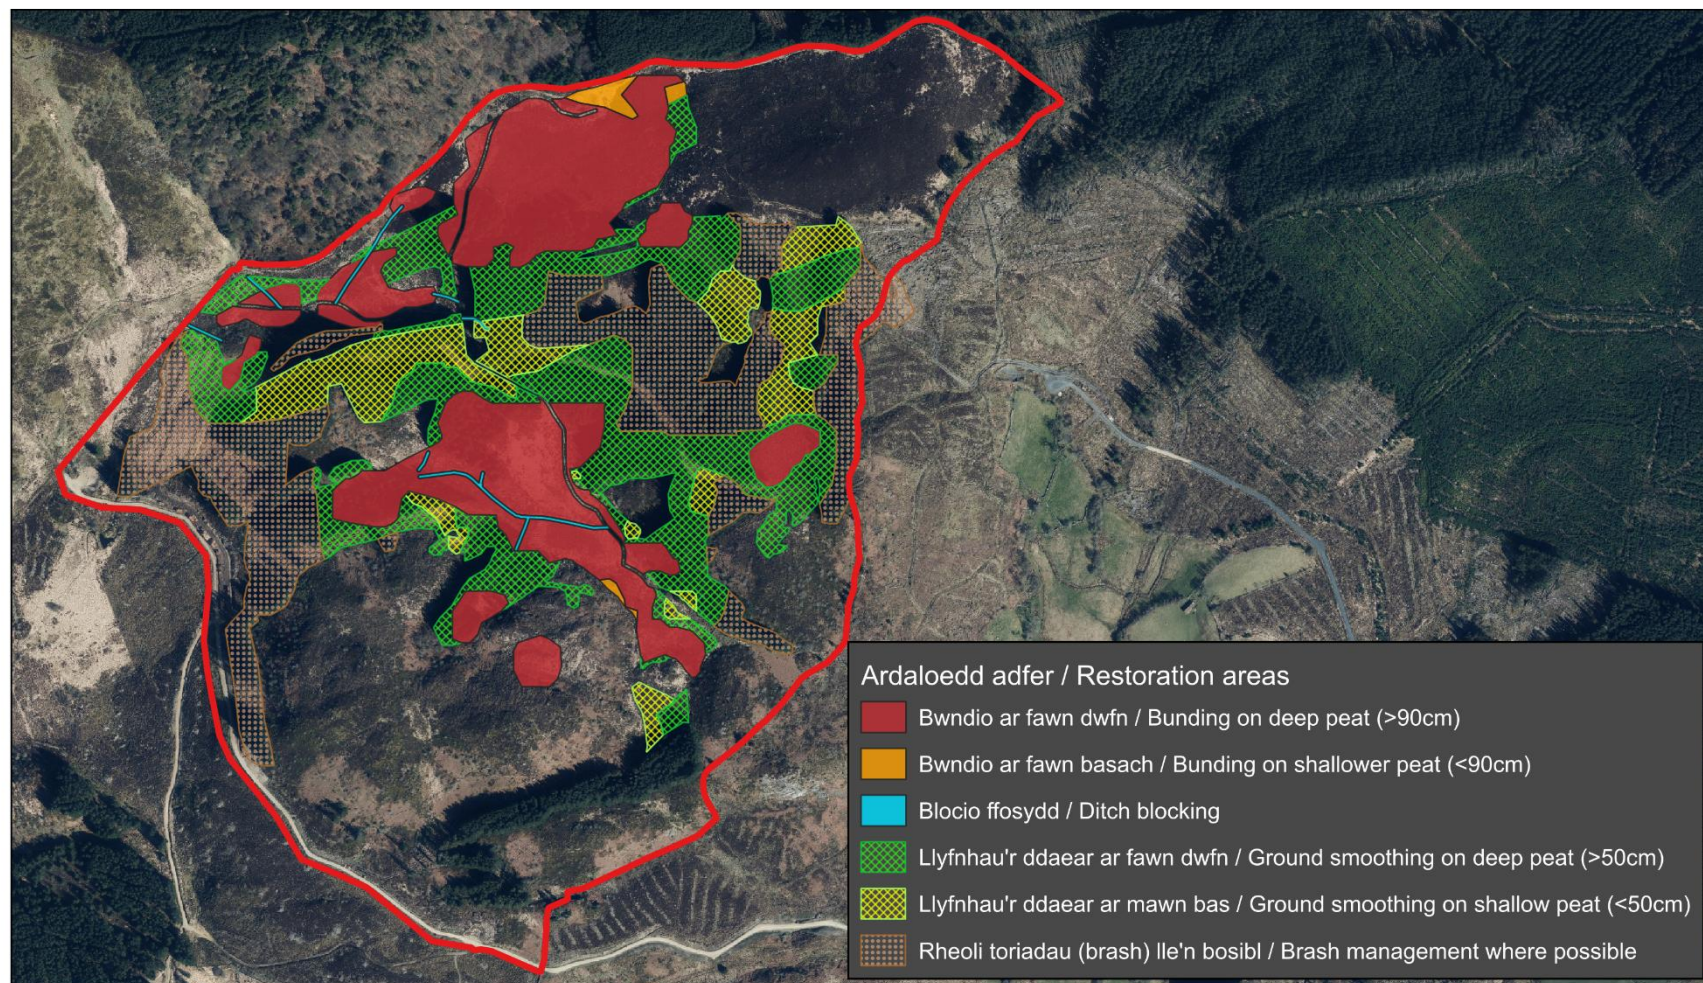 Ardaloedd adfer / Restoration areas
Bwndio ar fawn dwfn / Bunding on deep peat (>90cm)
Bwndio ar fawn basach / Bunding on shallower peat (<90cm)
Blocio ffosydd / Ditch blocking
Llyfnhau'r ddaear ar fawn dwfn / Ground smoothing on deep peat (>50cm)
Llyfnhau'r ddaear ar mawn bas / Ground smoothing on shallow peat (<50cm)
Rheoli toriadau (brash) lle'n bosibl / Brash management where possible